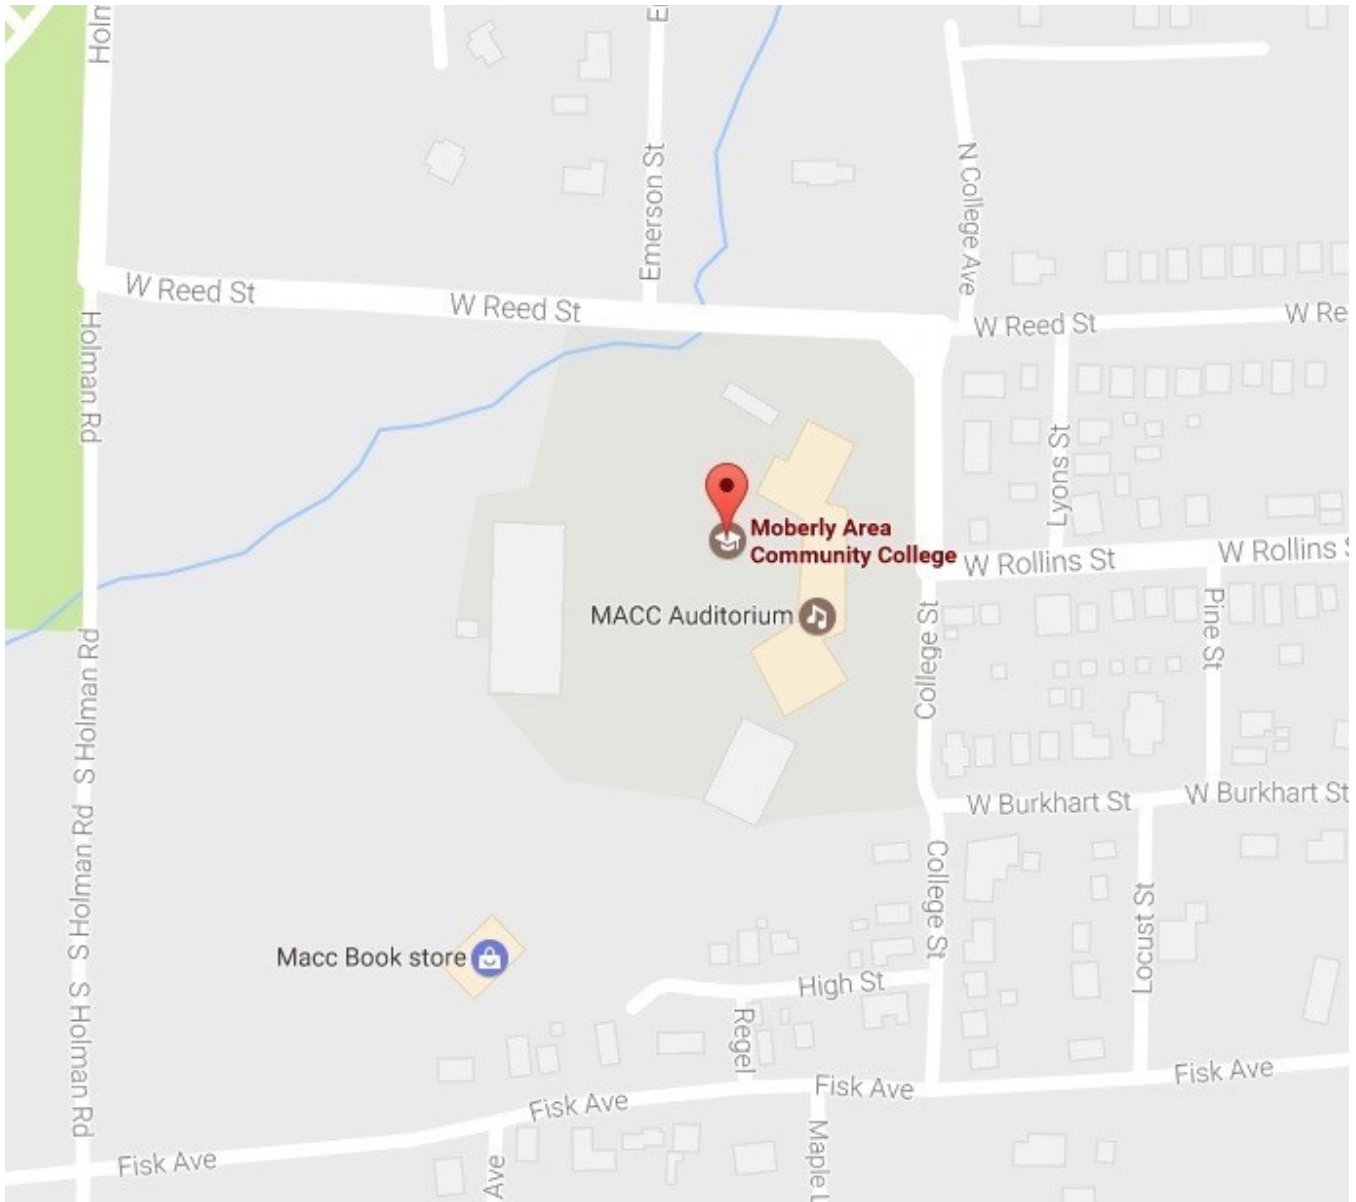 Holm
E
Emerson St
N College Ave
W Reed St
W Reed St
W Reed St
W Re
Holman Rd
Lyons St
Moberly Area
Community College
W Rollins St
W Rollins S
MACC Auditorium
College St
Pine St
S Holman Rd
W Burkhart St
W Burkhart St
S Holman Rd
College St
Locust St
Macc Book store
High St
S Holman Rd
Regel
Fisk Ave
Fisk Ave
Fisk Ave
Fisk Ave
Ave
Maple L